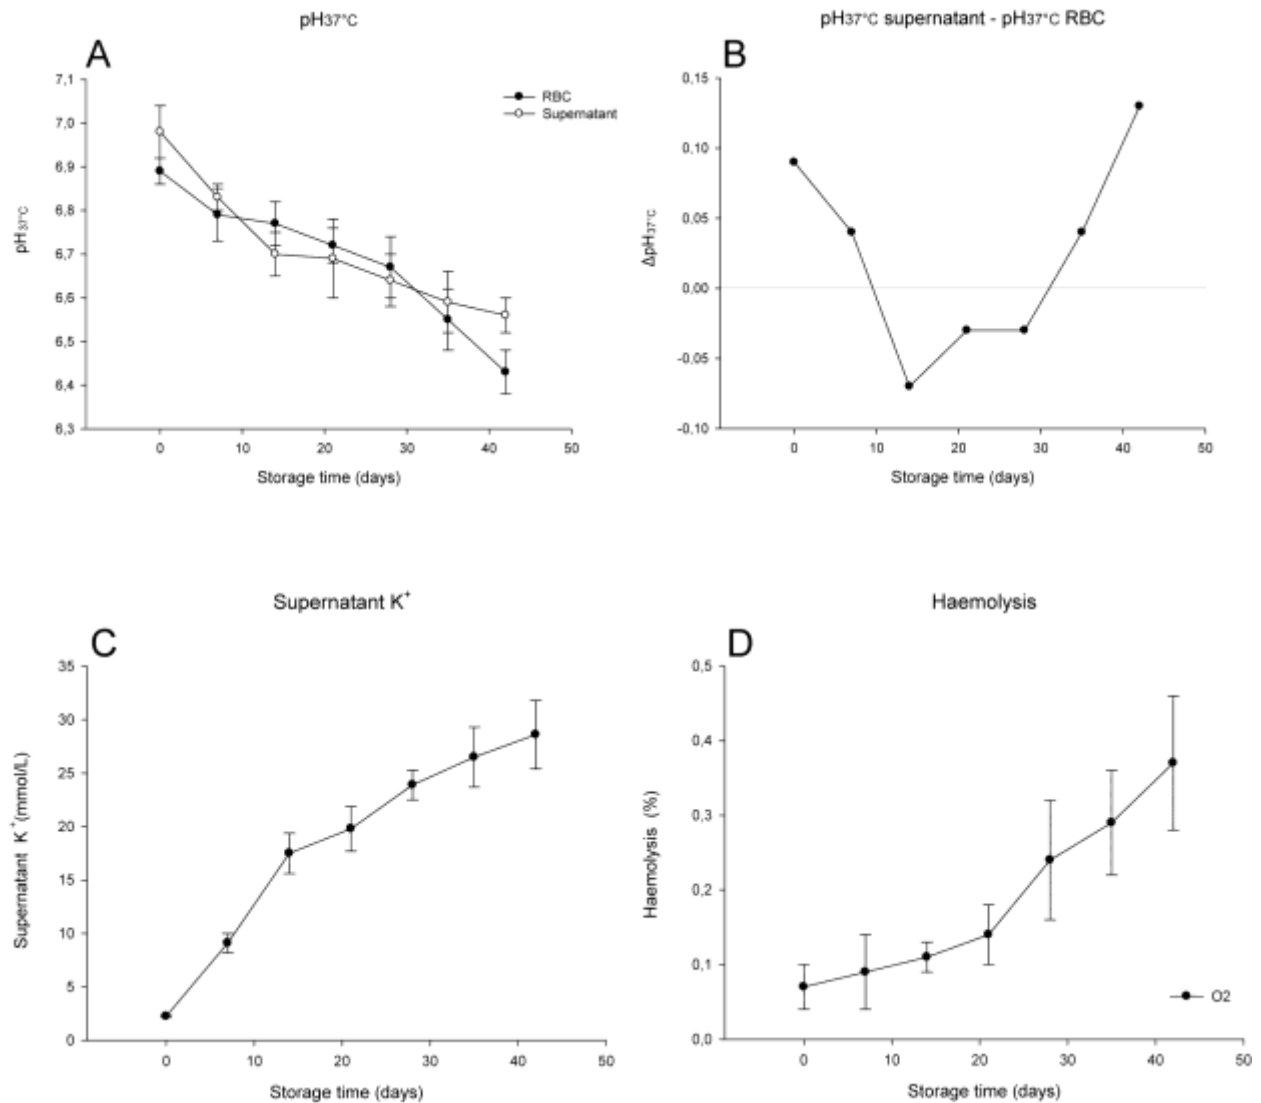 pH37°C
A
7,1
RBC
Supernatant
7,0
6,9
6,8
pH37°C
6,7
6,6
6,5
6,4
6,3
0 10 20 30 40 50
Storage time (days)
pH37°C supernatant - pH37°C RBC
B
0,15
0,10
0,05
ΔpH37°C
0,00
-0,05
-0,10
0 10 20 30 40 50
Storage time (days)
Supernatant K+
C
35
30
25
20
Supernatant K+(mmol/L)
15
10
5
0
0 10 20 30 40 50
Storage time (days)
Haemolysis
D
0,5
0,4
0,3
Haemolysis (%)
0,2
0,1
O2
0,0
0 10 20 30 40 50
Storage time (days)